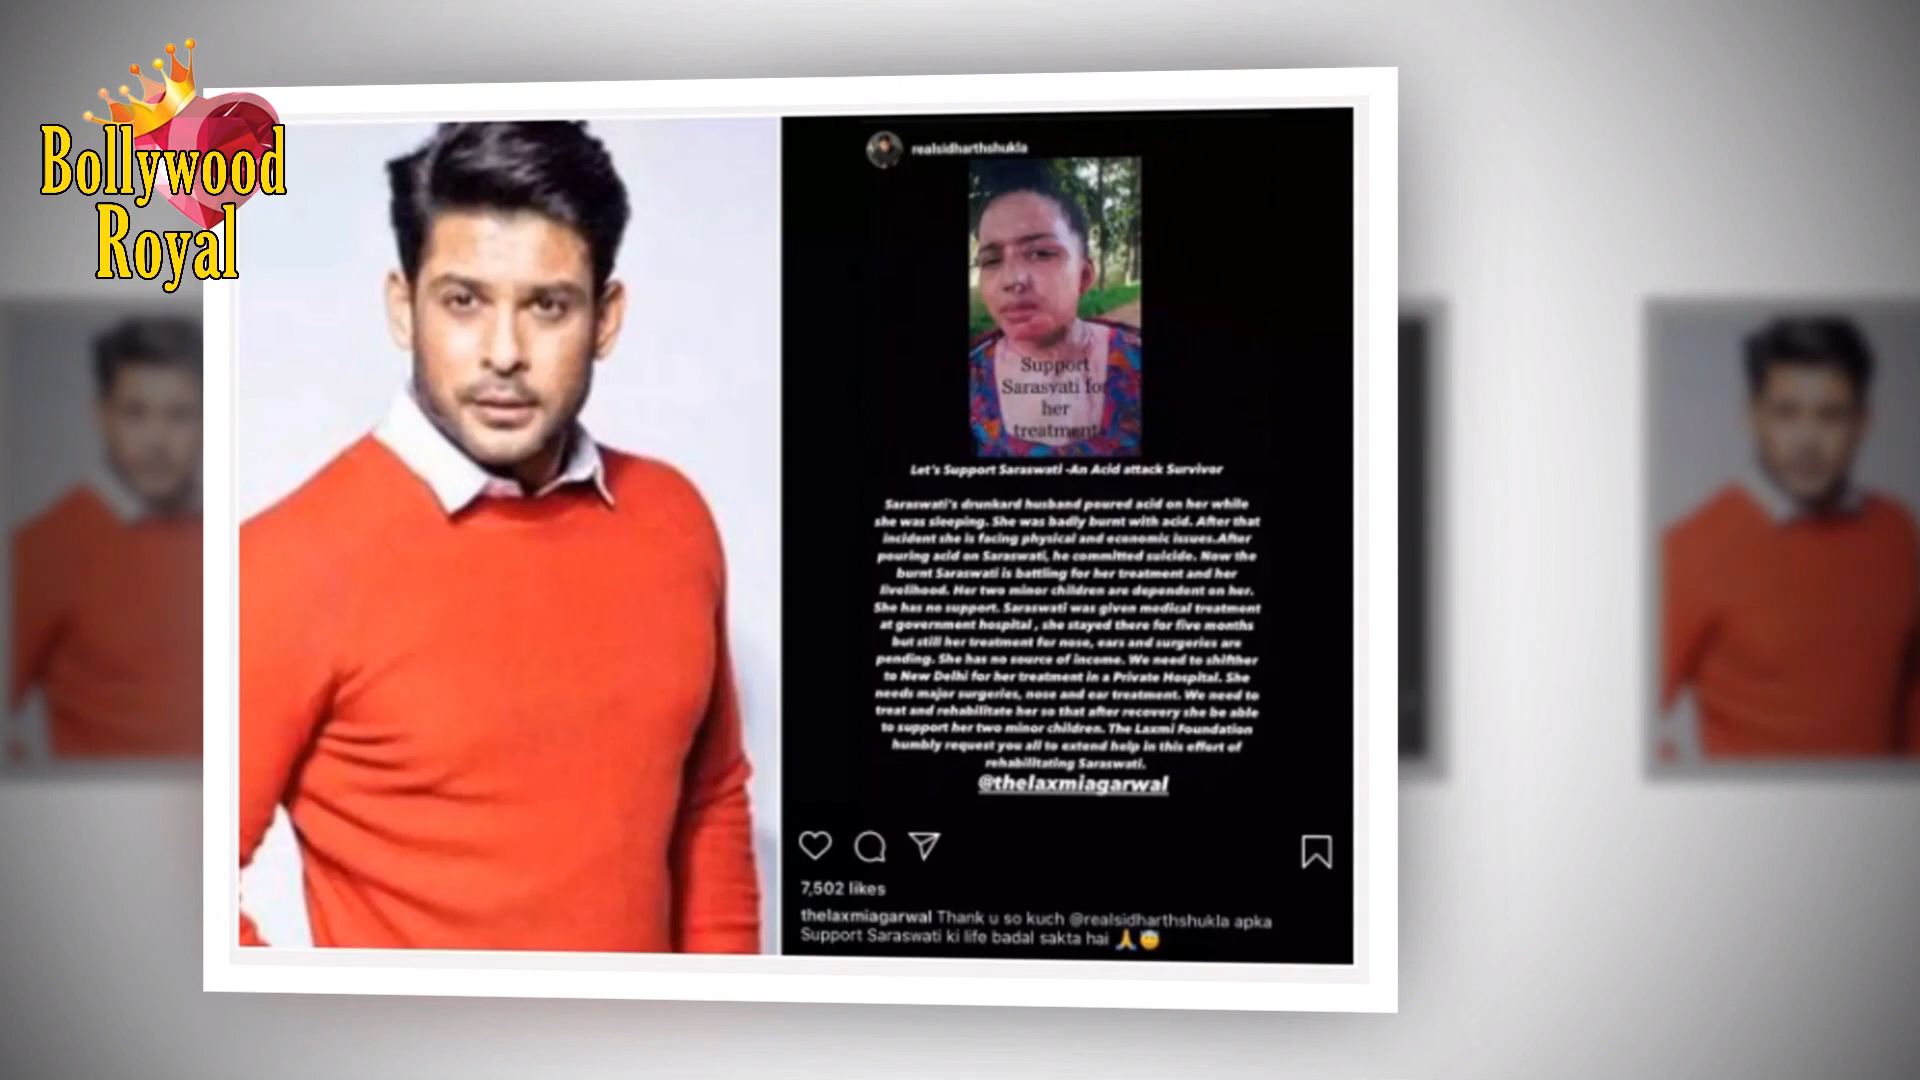 Bollywood
Royal
realsidharthshukla
Support
Sarasvati for
her
treatment
Let's Support Saraswati -An Acid attack Survivor
Saraswati's drunkard husband poured acid on her while
she was sleeping. She was badly burnt with acid. After that
incident she is facing physical and economic issues.After
pouring acid on Saraswati, he committed suicide. Now the
burnt Saraswati is battling for her treatment and her
livelihood. Her two minor children are dependent on her.
She has no support. Saraswati was given medical treatment
at government hospital , she stayed there for five months
but still her treatment for nose, ears and surgeries are
pending. She has no source of income. We need to shifther
to New Delhi for her treatment in a Private Hospital. She
needs major surgeries, nose and ear treatment. We need to
treat and rehabilitate her so that after recovery she be able
to support her two minor children. The Laxmi Foundation
humbly request you all to extend help in this effort of
rehabilitating Saraswati.
@thelaxmiagarwal
7,502 likes
thelaxmiagarwal Thank u so kuch @realsidharthshukla apka
Support Saraswati ki life badal sakta hai 🙏😇